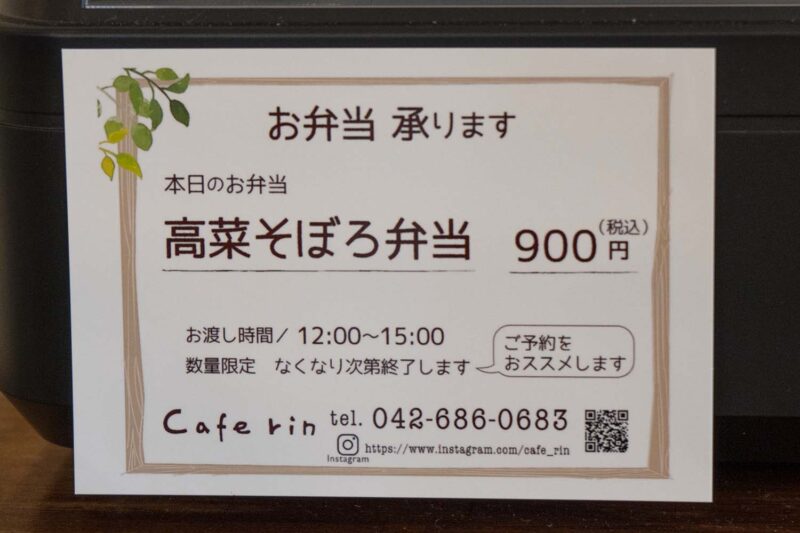 お弁当 承ります
本日のお弁当
高菜そぼろ弁当 900円(税込)
お渡し時間/ 12:00〜15:00
数量限定 なくなり次第終了します
ご予約を
おススメします
Cafe rin tel. 042-686-0683
Instagram https://www.instagram.com/cafe_rin